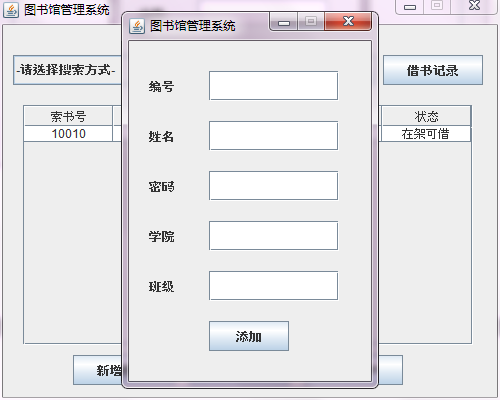 图书馆管理系统
-请选择搜索方式-
借书记录
索书号
状态
10010
在架可借
新增
图书馆管理系统
编号
姓名
密码
学院
班级
添加